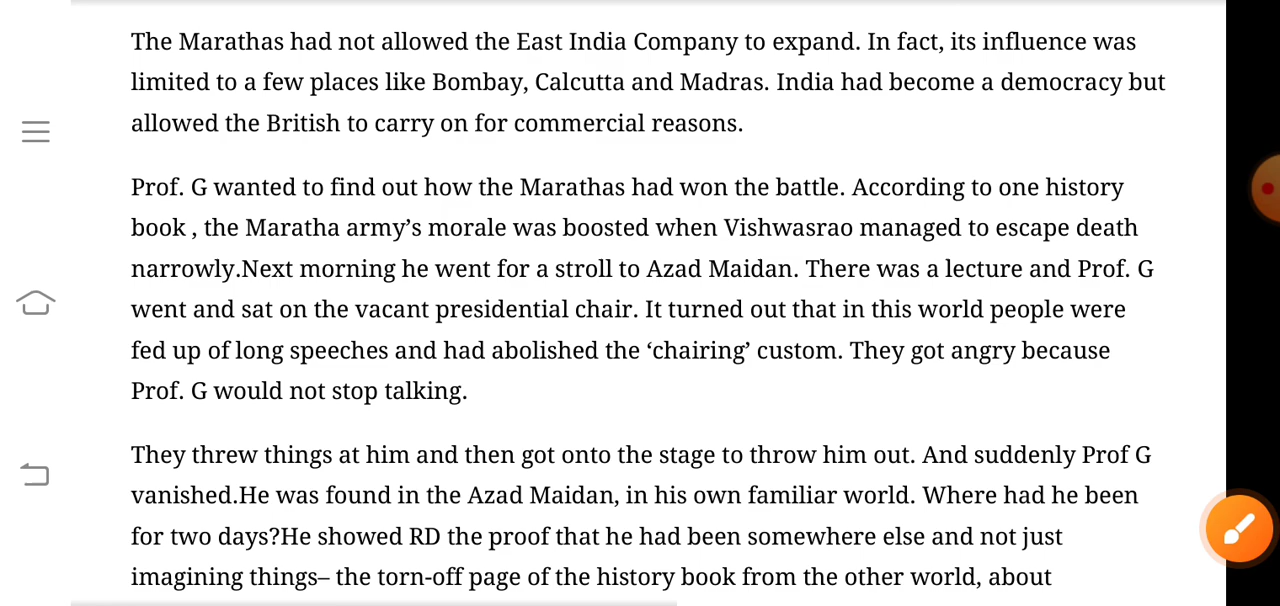 The Marathas had not allowed the East India Company to expand. In fact, its influence was
limited to a few places like Bombay, Calcutta and Madras. India had become a democracy but
allowed the British to carry on for commercial reasons.
Prof. G wanted to find out how the Marathas had won the battle. According to one history
book , the Maratha army’s morale was boosted when Vishwasrao managed to escape death
narrowly.Next morning he went for a stroll to Azad Maidan. There was a lecture and Prof. G
went and sat on the vacant presidential chair. It turned out that in this world people were
fed up of long speeches and had abolished the ‘chairing’ custom. They got angry because
Prof. G would not stop talking.
They threw things at him and then got onto the stage to throw him out. And suddenly Prof G
vanished.He was found in the Azad Maidan, in his own familiar world. Where had he been
for two days?He showed RD the proof that he had been somewhere else and not just
imagining things– the torn-off page of the history book from the other world, about